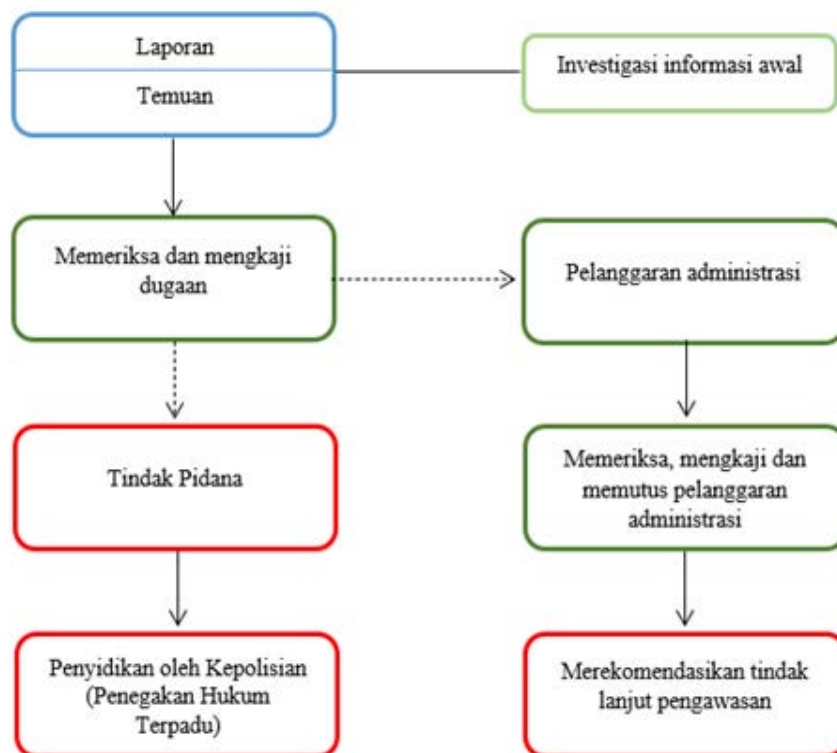 Laporan
Temuan
Investigasi informasi awal
Memeriksa dan mengkaji
dugaan
Pelanggaran administrasi
Tindak Pidana
Memeriksa, mengkaji dan
memutus pelanggaran
administrasi
Penyidikan oleh Kepolisian
(Penegakan Hukum
Terpadu)
Merekomendasikan tindak
lanjut pengawasan